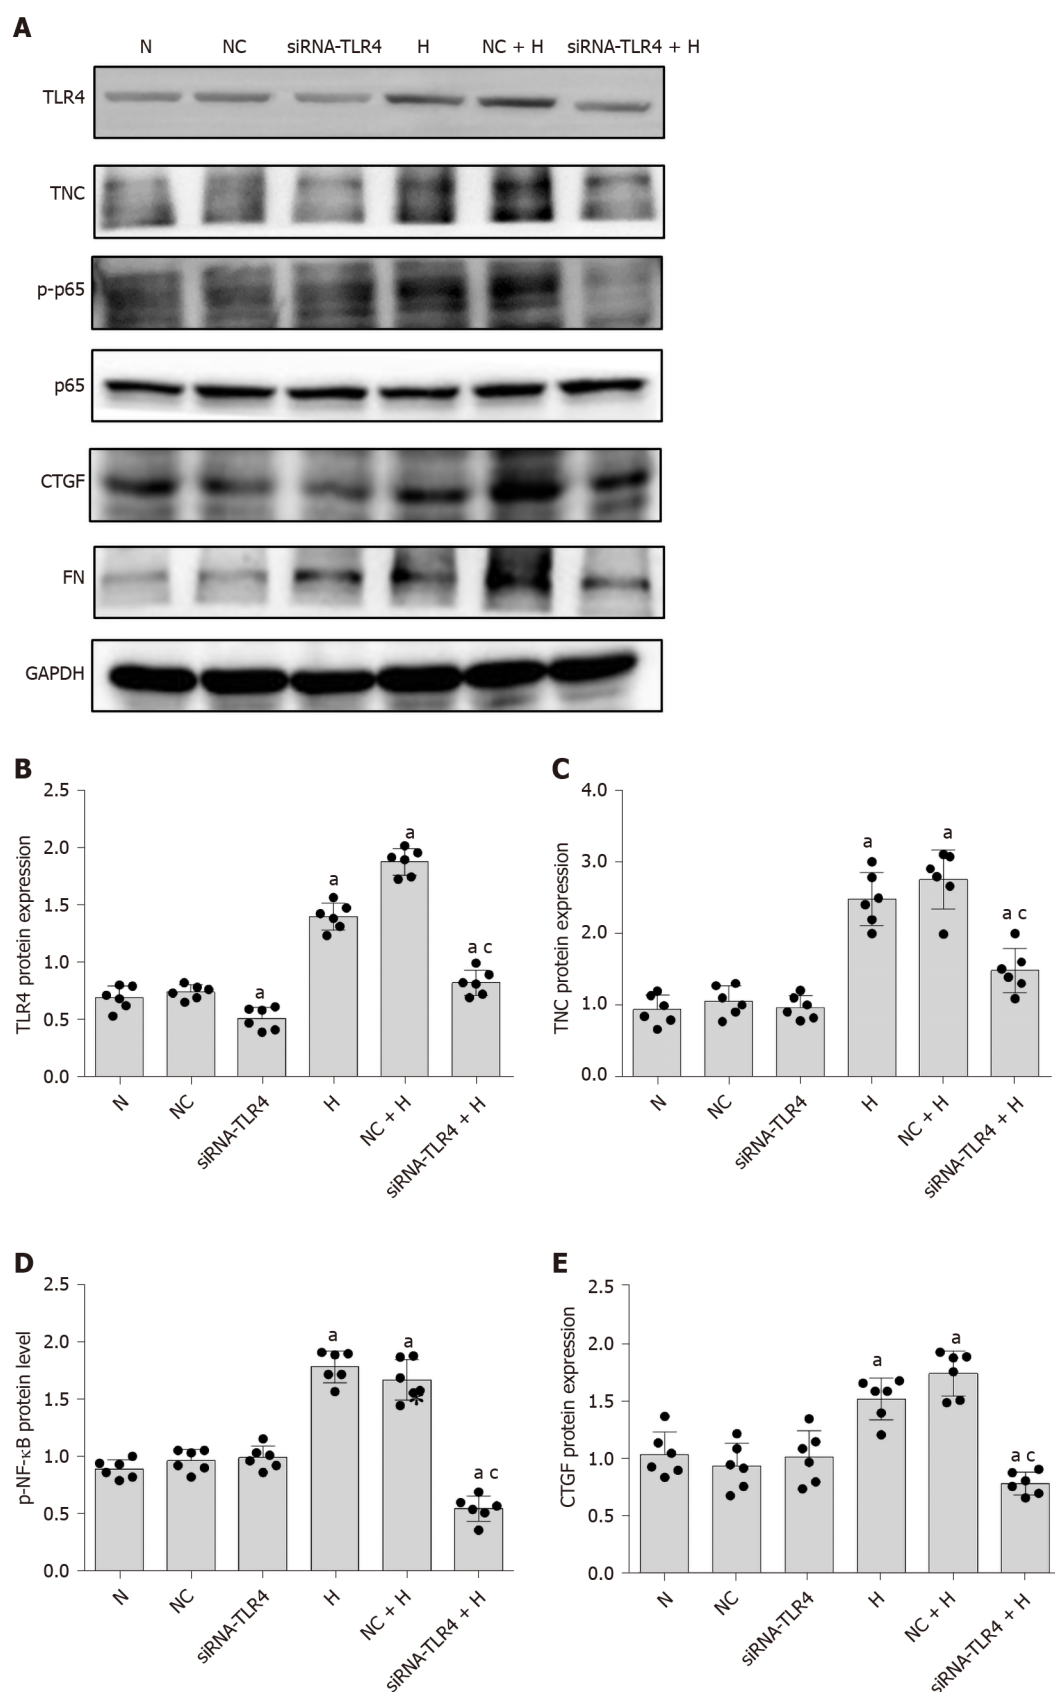 A
N NC siRNA-TLR4 H NC + H siRNA-TLR4 + H
TLR4
TNC
p-p65
p65
CTGF
FN
GAPDH
B
TLR4 protein expression
2.5
2.0
1.5
1.0
0.5
0.0
a
a
a
a c
N
NC
siRNA-TLR4
H
NC + H
siRNA-TLR4 + H
C
TNC protein expression
4.0
3.0
2.0
1.0
0.0
a
a
a c
N
NC
siRNA-TLR4
H
NC + H
siRNA-TLR4 + H
D
p-NF-κB protein level
2.5
2.0
1.5
1.0
0.5
0.0
a
a
*
a c
N
NC
siRNA-TLR4
H
NC + H
siRNA-TLR4 + H
E
CTGF protein expression
2.5
2.0
1.5
1.0
0.5
0.0
a
a
a c
N
NC
siRNA-TLR4
H
NC + H
siRNA-TLR4 + H